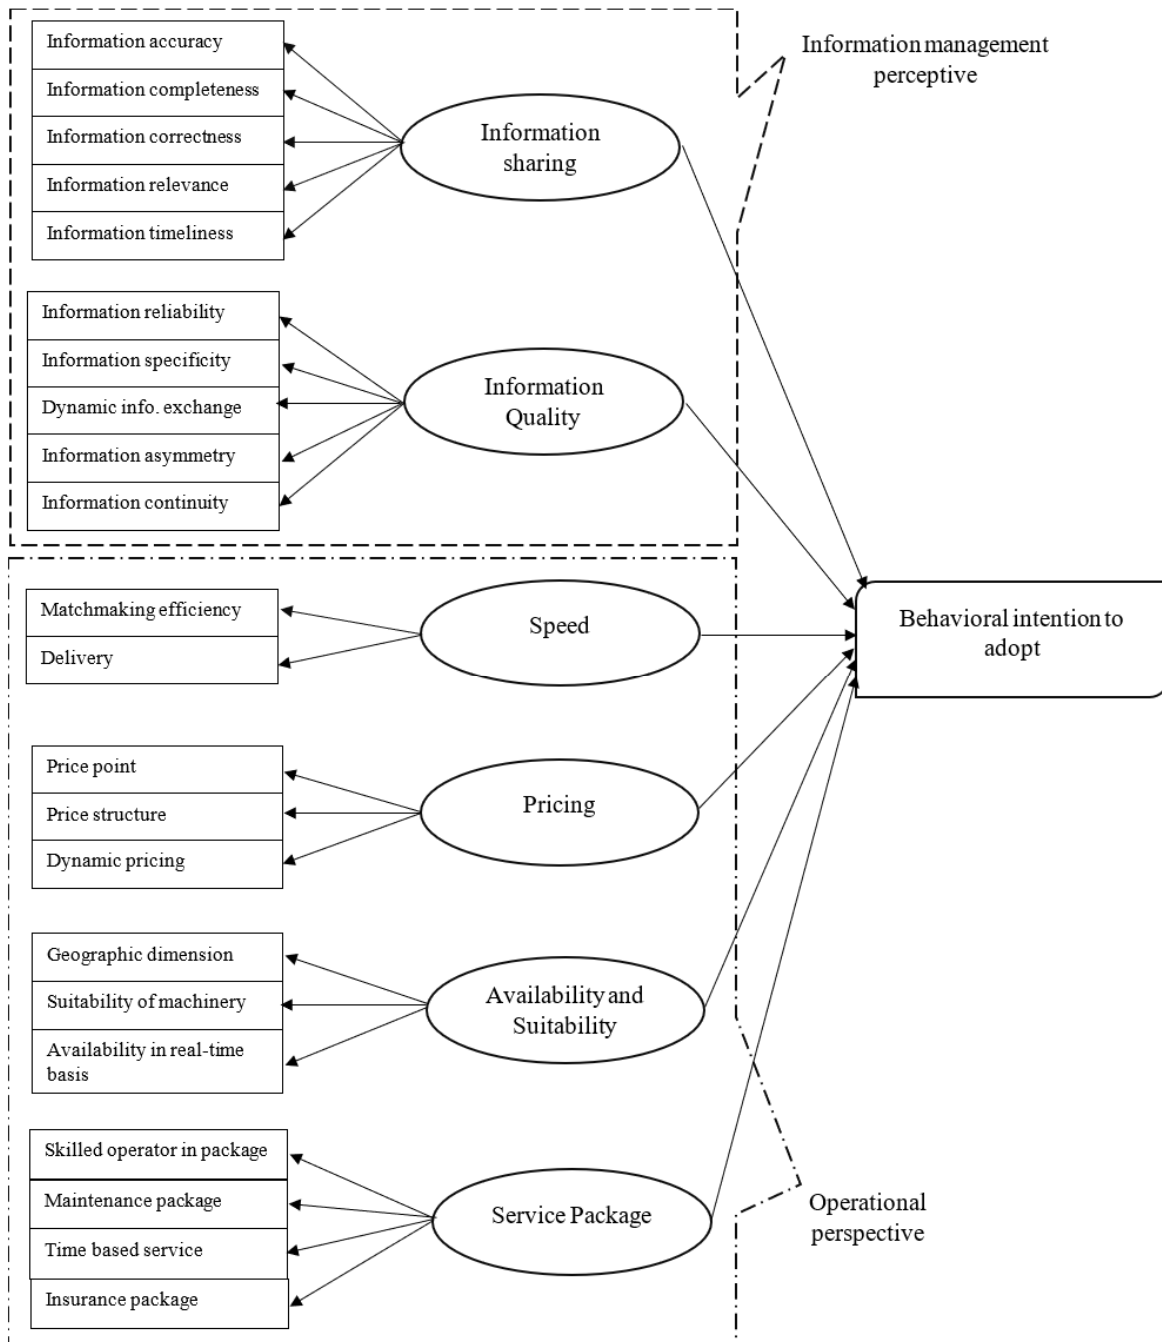 Information accuracy
Information completeness
Information correctness
Information relevance
Information timeliness
Information
sharing
Information management
perceptive
Information reliability
Information specificity
Dynamic info. exchange
Information asymmetry
Information continuity
Information
Quality
Matchmaking efficiency
Delivery
Speed
Behavioral intention to
adopt
Price point
Price structure
Dynamic pricing
Pricing
Geographic dimension
Suitability of machinery
Availability in real-time
basis
Availability and
Suitability
Skilled operator in package
Maintenance package
Time based service
Insurance package
Service Package
Operational
perspective